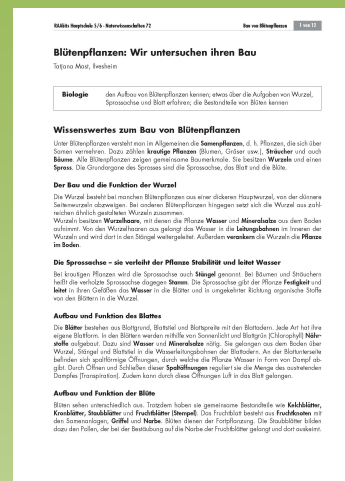 RAAbits Hauptschule 5/6 · Naturwissenschaften 72
Bau von Blütenpflanzen
1 von 12
Blütenpflanzen: Wir untersuchen ihren Bau
Tatjana Mast, Ilvesheim
Biologie
den Aufbau von Blütenpflanzen kennen; etwas über die Aufgaben von Wurzel,
Sprossachse und Blatt erfahren; die Bestandteile von Blüten kennen
Wissenswertes zum Bau von Blütenpflanzen
Unter Blütenpflanzen versteht man im Allgemeinen die Samenpflanzen, d. h. Pflanzen, die sich über
Samen vermehren. Dazu zählen krautige Pflanzen (Blumen, Gräser usw.), Sträucher und auch
Bäume. Alle Blütenpflanzen zeigen gemeinsame Baumerkmale. Sie besitzen Wurzeln und einen
Spross. Die Grundorgane des Sprosses sind die Sprossachse, das Blatt und die Blüte.
Der Bau und die Funktion der Wurzel
Die Wurzel besteht bei manchen Blütenpflanzen aus einer dickeren Hauptwurzel, von der dünnere
Seitenwurzeln abzweigen. Bei anderen Blütenpflanzen hingegen setzt sich die Wurzel aus zahl-
reichen ähnlich gestalteten Wurzeln zusammen.
Wurzeln besitzen Wurzelhaare, mit denen die Pflanze Wasser und Mineralsalze aus dem Boden
aufnimmt. Von den Wurzelhaaren aus gelangt das Wasser in die Leitungsbahnen im Inneren der
Wurzeln und wird dort in den Stängel weitergeleitet. Außerdem verankern die Wurzeln die Pflanze
im Boden.
Die Sprossachse – sie verleiht der Pflanze Stabilität und leitet Wasser
Bei krautigen Pflanzen wird die Sprossachse auch Stängel genannt. Bei Bäumen und Sträuchern
heißt die verholzte Sprossachse dagegen Stamm. Die Sprossachse gibt der Pflanze Festigkeit und
leitet in ihren Gefäßen das Wasser in die Blätter und in umgekehrter Richtung organische Stoffe
von den Blättern in die Wurzel.
Aufbau und Funktion des Blattes
Die Blätter bestehen aus Blattgrund, Blattstiel und Blattspreite mit den Blattadern. Jede Art hat ihre
eigene Blattform. In den Blättern werden mithilfe von Sonnenlicht und Blattgrün (Chlorophyll) Nähr-
stoffe aufgebaut. Dazu sind Wasser und Mineralsalze nötig. Sie gelangen aus dem Boden über
Wurzel, Stängel und Blattstiel in die Wasserleitungsbahnen der Blattadern. An der Blattunterseite
befinden sich spaltförmige Öffnungen, durch welche die Pflanze Wasser in Form von Dampf ab-
gibt. Durch Öffnen und Schließen dieser Spaltöffnungen reguliert sie die Menge des austretenden
Dampfes (Transpiration). Zudem kann durch diese Öffnungen Luft in das Blatt gelangen.
Aufbau und Funktion der Blüte
Blüten sehen unterschiedlich aus. Trotzdem haben sie gemeinsame Bestandteile wie Kelchblätter,
Kronblätter, Staubblätter und Fruchtblätter (Stempel). Das Fruchtblatt besteht aus Fruchtknoten mit
den Samenanlagen, Griffel und Narbe. Blüten dienen der Fortpflanzung. Die Staubblätter bilden
dazu den Pollen, der bei der Bestäubung auf die Narbe der Fruchtblätter gelangt und dort auskeimt.